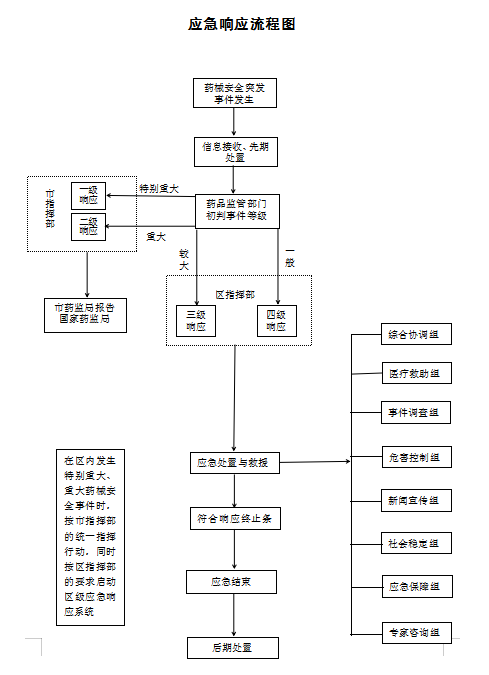 应急响应流程图
药械安全突发
事件发生
信息接收、先期
处置
药品监管部门
初判事件等级
特别重大
重大
较
大
一
般
市
指
挥
部
一级
响应
二级
响应
市药监局报告
国家药监局
区指挥部
三级
响应
四级
响应
应急处置与救援
符合响应终止条
应急结束
后期处置
综合协调组
医疗救助组
事件调查组
危害控制组
新闻宣传组
社会稳定组
应急保障组
专家咨询组
在区内发生
特别重大、
重大药械安
全事件时，
按市指挥部
的统一指挥
行动，同时
按区指挥部
的要求启动
区级应急响
应系统